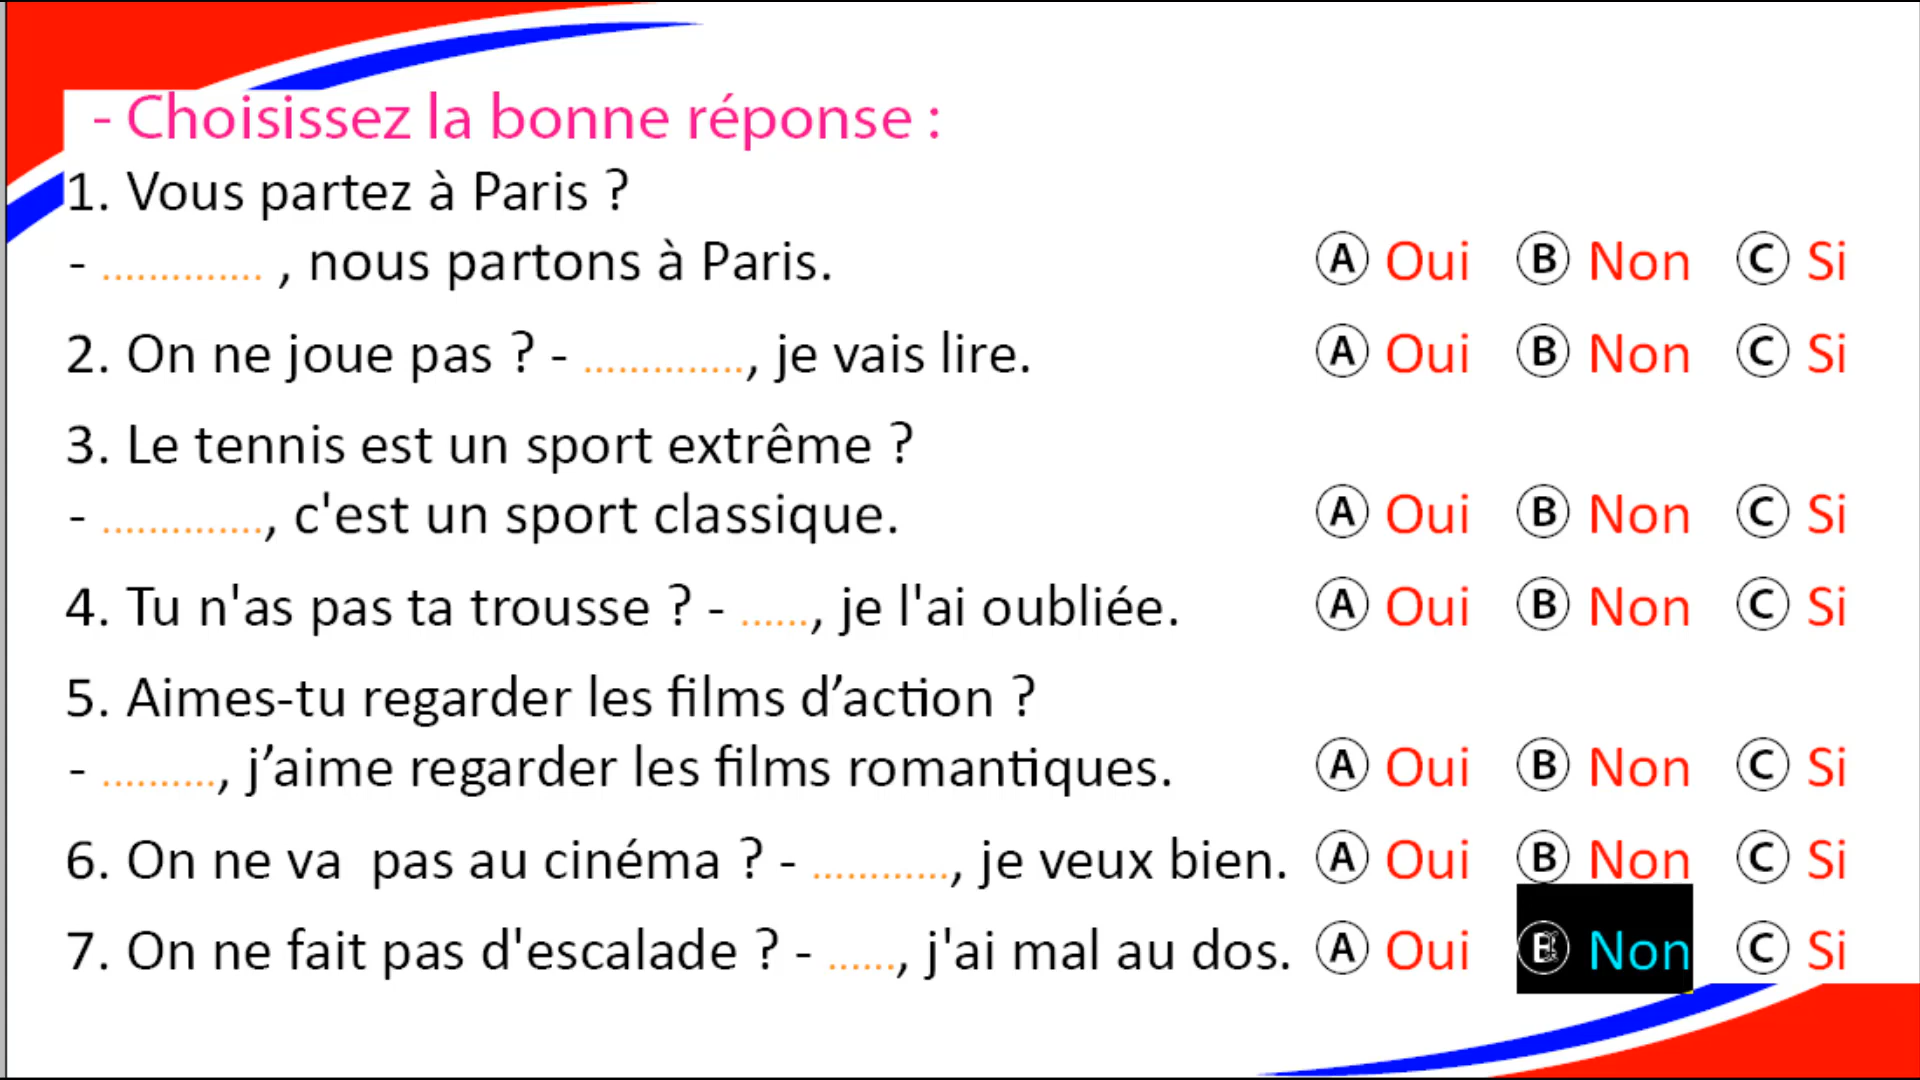 - Choisissez la bonne réponse :
1. Vous partez à Paris ?
- .............. , nous partons à Paris. A Oui B Non C Si
2. On ne joue pas ? - .............., je vais lire. A Oui B Non C Si
3. Le tennis est un sport extrême ?
- .............., c'est un sport classique. A Oui B Non C Si
4. Tu n'as pas ta trousse ? - ......, je l'ai oubliée. A Oui B Non C Si
5. Aimes-tu regarder les films d’action ?
- .........., j’aime regarder les films romantiques. A Oui B Non C Si
6. On ne va pas au cinéma ? - ............, je veux bien. A Oui B Non C Si
7. On ne fait pas d'escalade ? - ......, j'ai mal au dos. A Oui B Non C Si